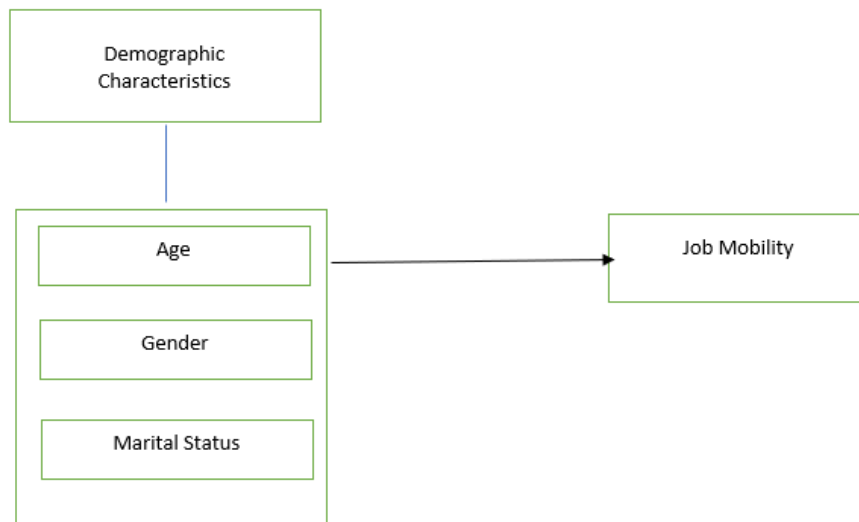 Demographic
Characteristics
Age
Job Mobility
Gender
Marital Status